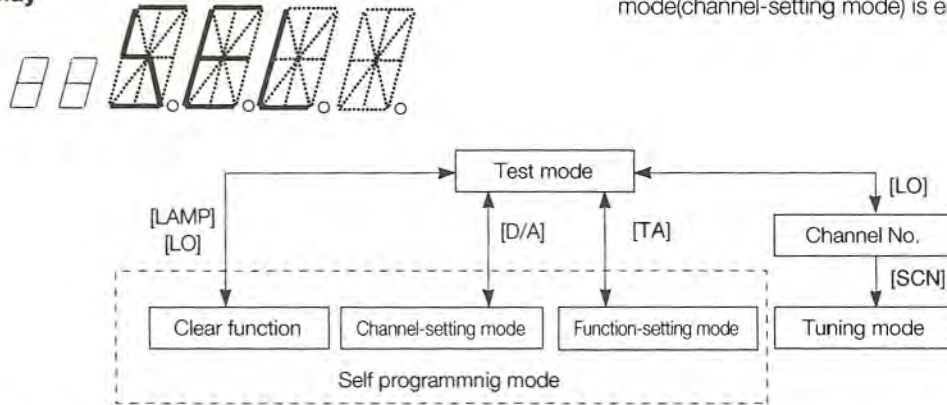 mode(channel-setting mode) is
SEL
Test mode
[LAMP]
[LO]
[D/A]
[TA]
[LO]
Channel No.
[SCN]
Clear function
Channel-setting mode
Function-setting mode
Tuning mode
Self programmnig mode